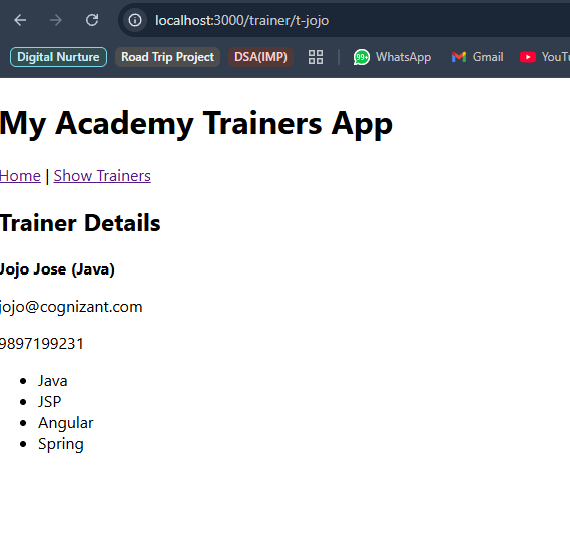 localhost:3000/trainer/t-jojo
Digital Nurture Road Trip Project DSA(IMP) 99+ WhatsApp Gmail YouTu
My Academy Trainers App
Home | Show Trainers
Trainer Details
Jojo Jose (Java)
jojo@cognizant.com
9897199231
Java
JSP
Angular
Spring